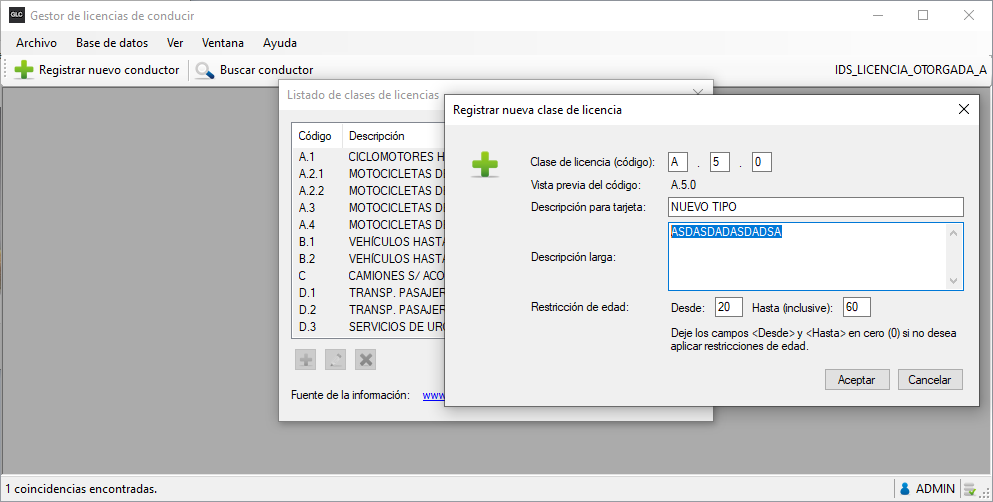 GLC Gestor de licencias de conducir
Archivo Base de datos Ver Ventana Ayuda
Registrar nuevo conductor Buscar conductor IDS_LICENCIA_OTORGADA_A
Listado de clases de licencias
Código Descripción
A.1 CICLOMOTORES H
A.2.1 MOTOCICLETAS DE
A.2.2 MOTOCICLETAS DE
A.3 MOTOCICLETAS DE
A.4 MOTOCICLETAS DE
B.1 VEHÍCULOS HASTA
B.2 VEHÍCULOS HASTA
C CAMIONES S/ ACO
D.1 TRANSP. PASAJER
D.2 TRANSP. PASAJER
D.3 SERVICIOS DE URG
Fuente de la información: www
Registrar nueva clase de licencia
Clase de licencia (código): A . 5 . 0
Vista previa del código: A.5.0
Descripción para tarjeta: NUEVO TIPO
Descripción larga: ASDASDADASDADSA
Restricción de edad: Desde: 20 Hasta (inclusive): 60
Deje los campos <Desde> y <Hasta> en cero (0) si no desea
aplicar restricciones de edad.
Aceptar Cancelar
1 coincidencias encontradas. ADMIN